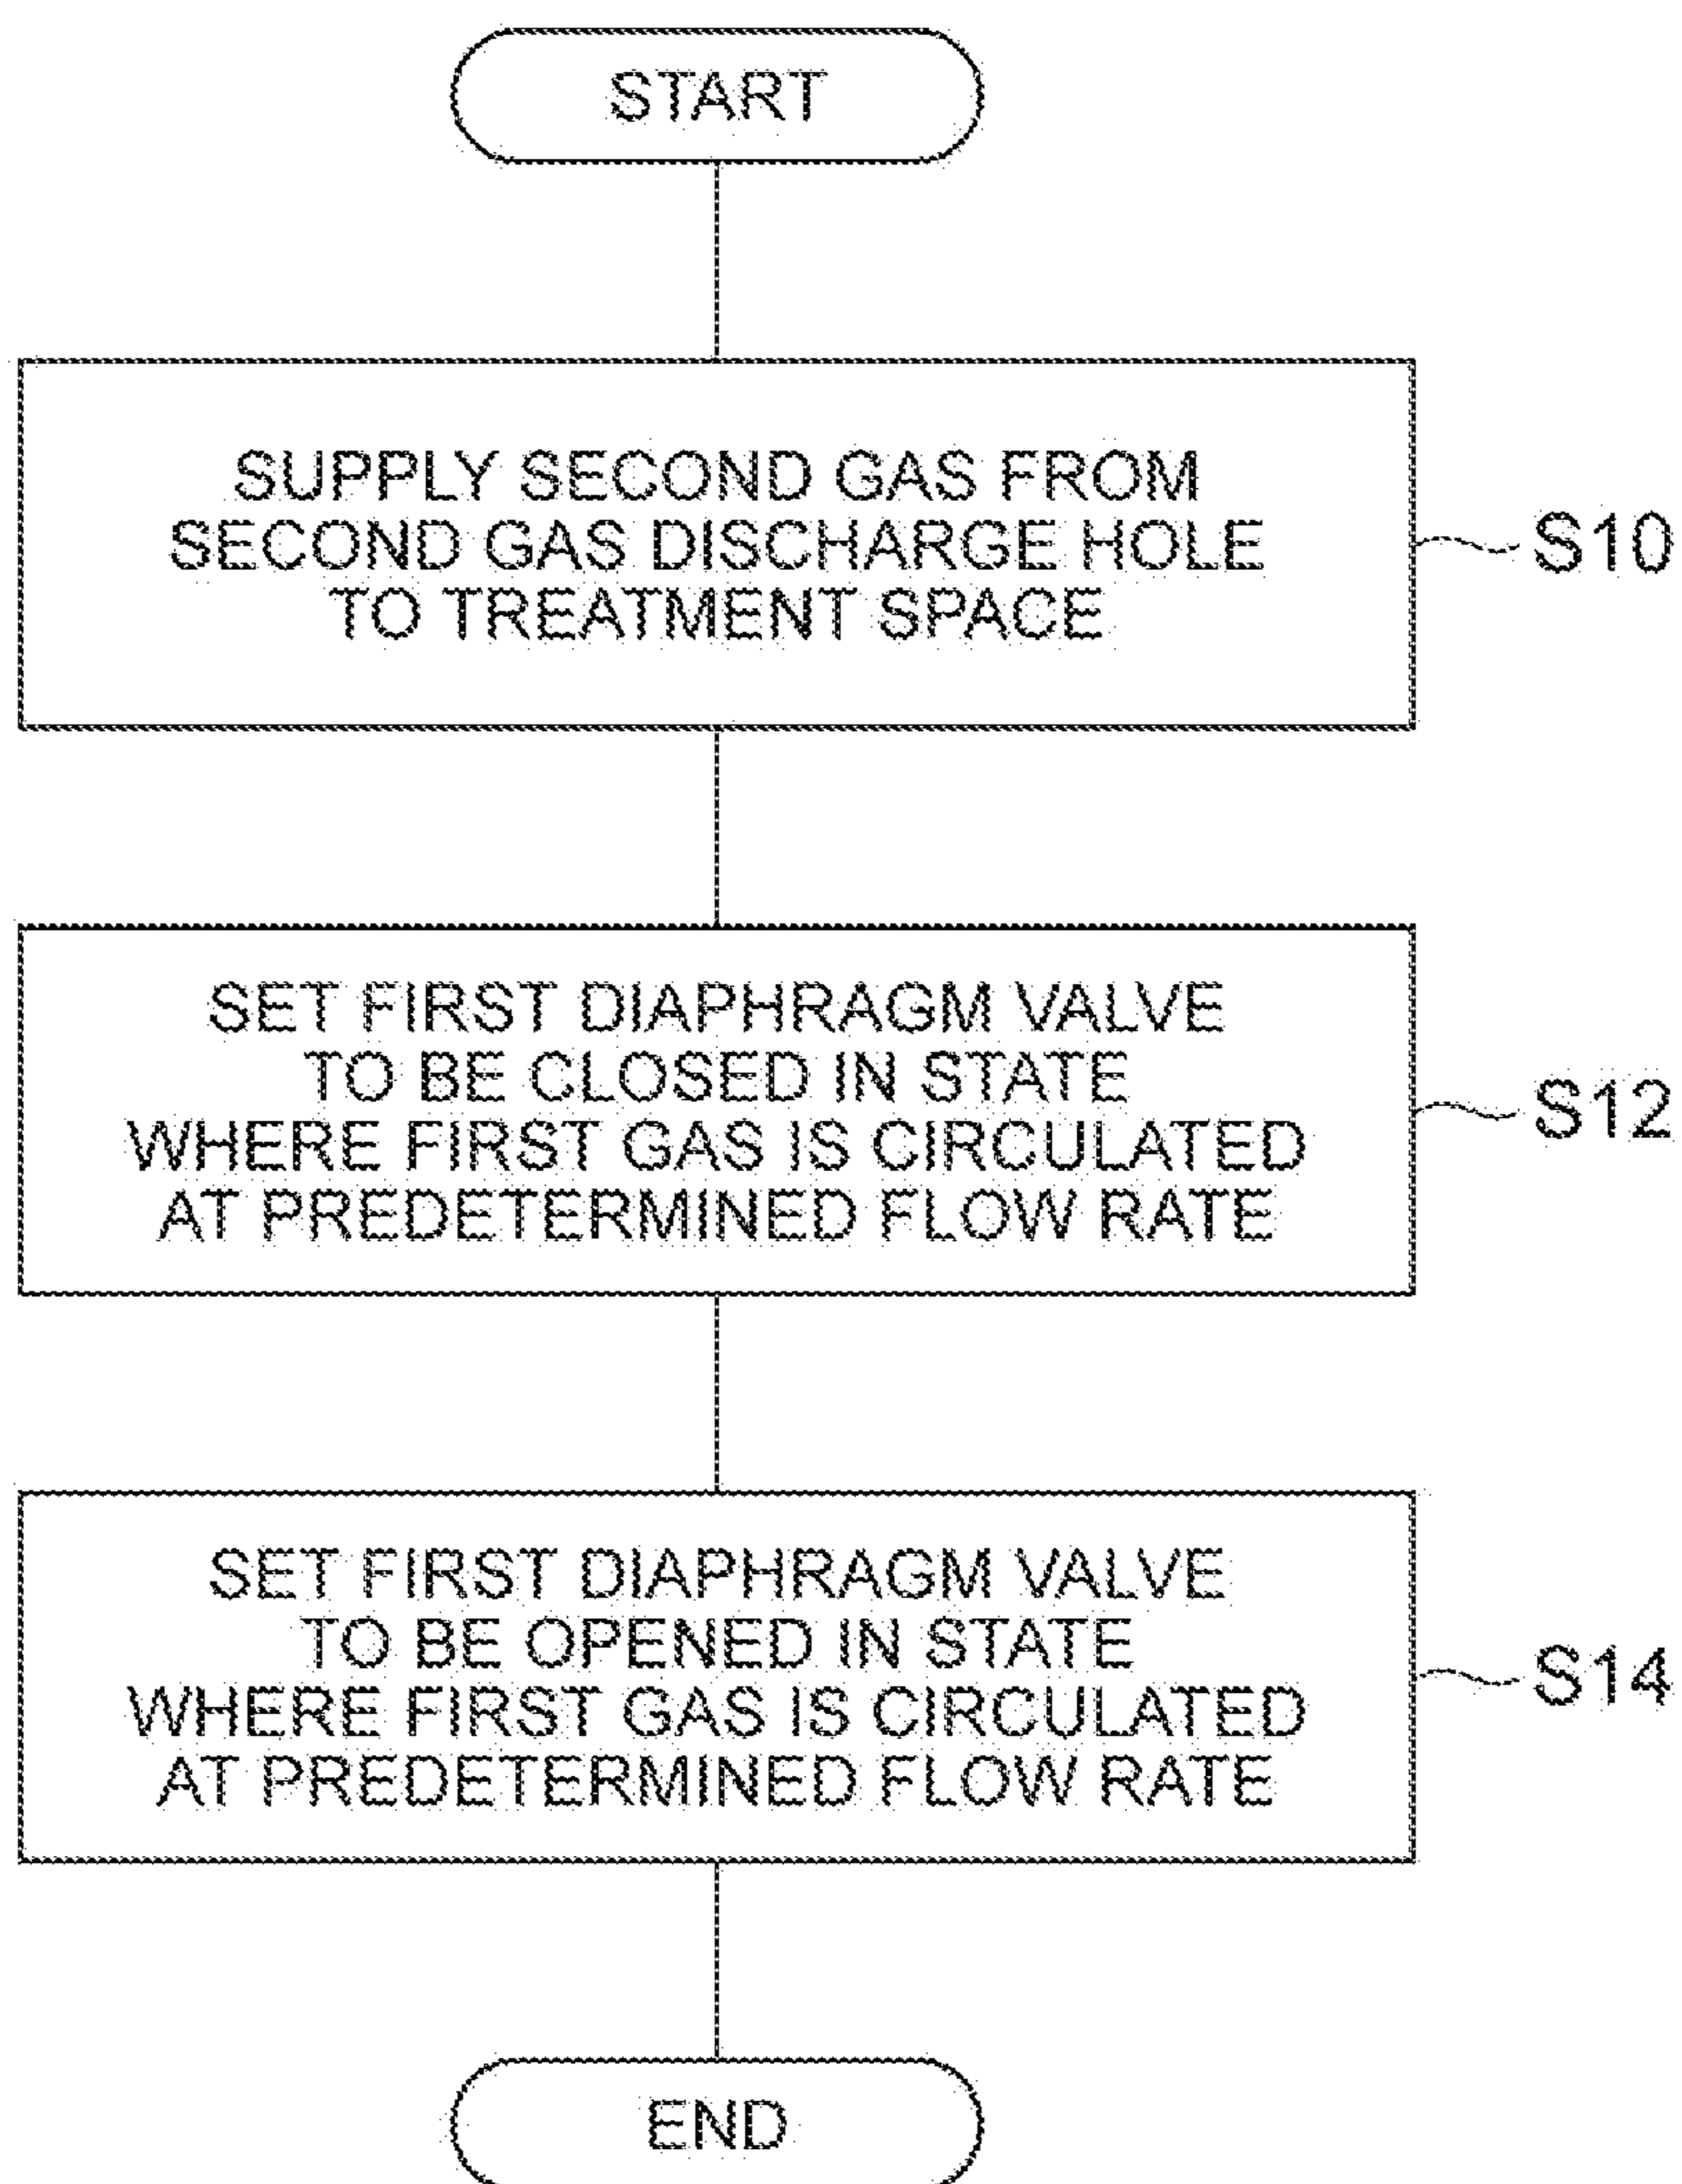 START
SUPPLY SECOND GAS FROM
SECOND GAS DISCHARGE HOLE
TO TREATMENT SPACE
S10
SET FIRST DIAPHRAGM VALVE
TO BE CLOSED IN STATE
WHERE FIRST GAS IS CIRCULATED
AT PREDETERMINED FLOW RATE
S12
SET FIRST DIAPHRAGM VALVE
TO BE OPENED IN STATE
WHERE FIRST GAS IS CIRCULATED
AT PREDETERMINED FLOW RATE
S14
END